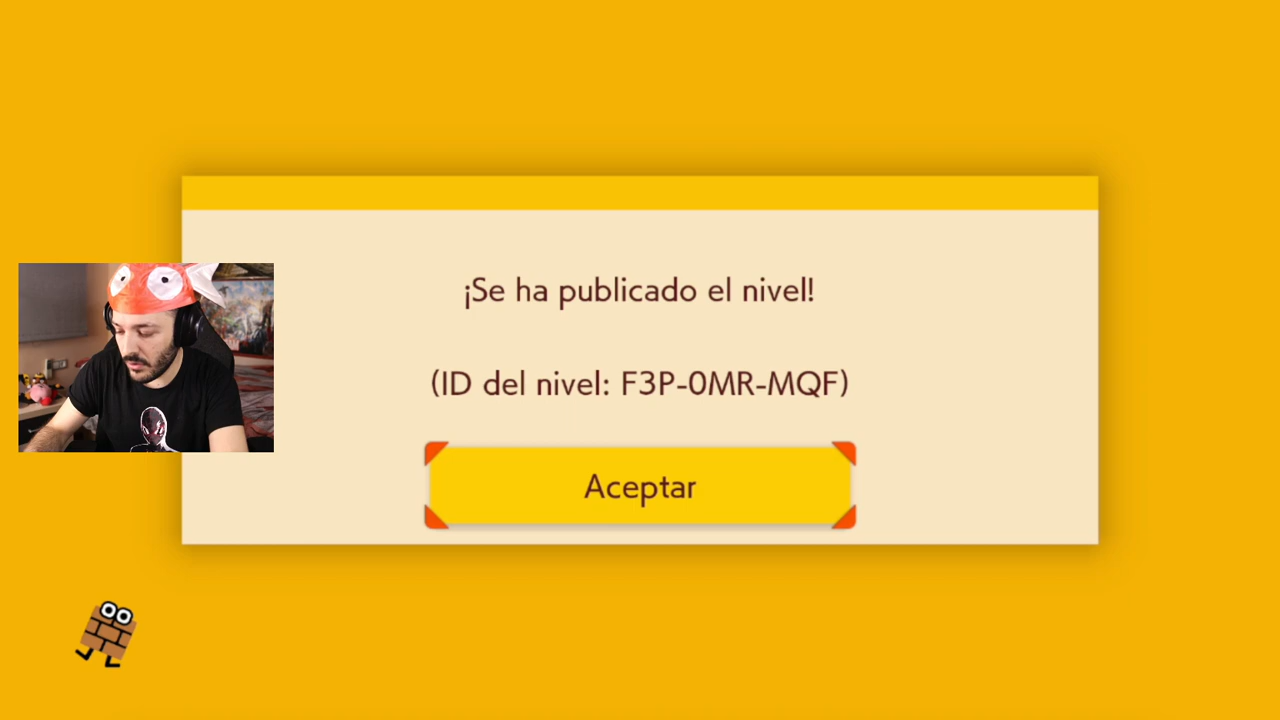 ¡Se ha publicado el nivel!
(ID del nivel: F3P-0MR-MQF)
Aceptar